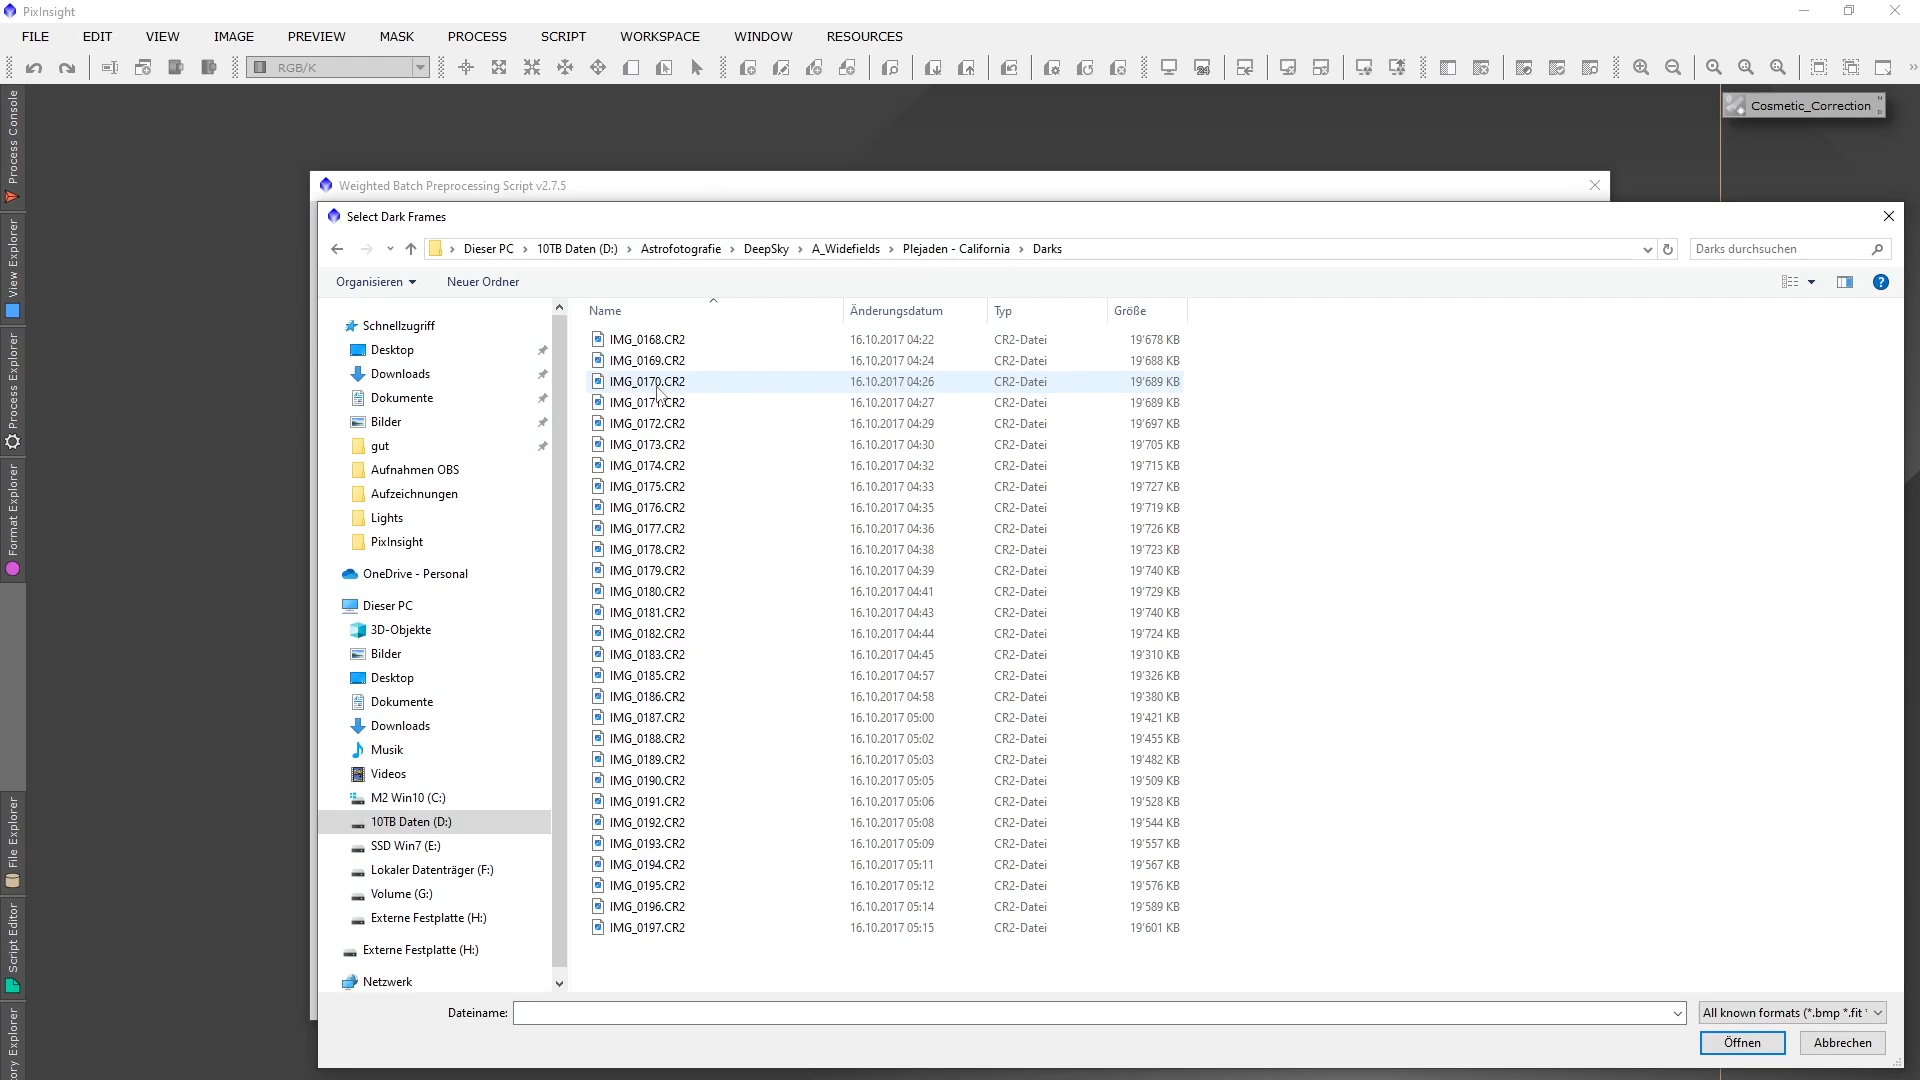 PixInsight
FILE EDIT VIEW IMAGE PREVIEW MASK PROCESS SCRIPT WORKSPACE WINDOW RESOURCES
RGB/K
Process Console
View Explorer
Process Explorer
Format Explorer
File Explorer
Script Editor
ory Explorer
Cosmetic_Correction
Weighted Batch Preprocessing Script v2.7.5
Select Dark Frames
Dieser PC 10TB Daten (D:) Astrofotografie DeepSky A_Widefields Plejaden - California Darks
Darks durchsuchen
Organisieren Neuer Ordner
Schnellzugriff
Desktop
Downloads
Dokumente
Bilder
gut
Aufnahmen OBS
Aufzeichnungen
Lights
PixInsight
OneDrive - Personal
Dieser PC
3D-Objekte
Bilder
Desktop
Dokumente
Downloads
Musik
Videos
M2 Win10 (C:)
10TB Daten (D:)
SSD Win7 (E:)
Lokaler Datenträger (F:)
Volume (G:)
Externe Festplatte (H:)
Externe Festplatte (H:)
Netzwerk
Name Änderungsdatum Typ Größe
IMG_0168.CR2 16.10.2017 04:22 CR2-Datei 19'678 KB
IMG_0169.CR2 16.10.2017 04:24 CR2-Datei 19'688 KB
IMG_0170.CR2 16.10.2017 04:26 CR2-Datei 19'689 KB
IMG_0171.CR2 16.10.2017 04:27 CR2-Datei 19'689 KB
IMG_0172.CR2 16.10.2017 04:29 CR2-Datei 19'697 KB
IMG_0173.CR2 16.10.2017 04:30 CR2-Datei 19'705 KB
IMG_0174.CR2 16.10.2017 04:32 CR2-Datei 19'715 KB
IMG_0175.CR2 16.10.2017 04:33 CR2-Datei 19'727 KB
IMG_0176.CR2 16.10.2017 04:35 CR2-Datei 19'719 KB
IMG_0177.CR2 16.10.2017 04:36 CR2-Datei 19'726 KB
IMG_0178.CR2 16.10.2017 04:38 CR2-Datei 19'723 KB
IMG_0179.CR2 16.10.2017 04:39 CR2-Datei 19'740 KB
IMG_0180.CR2 16.10.2017 04:41 CR2-Datei 19'729 KB
IMG_0181.CR2 16.10.2017 04:43 CR2-Datei 19'740 KB
IMG_0182.CR2 16.10.2017 04:44 CR2-Datei 19'724 KB
IMG_0183.CR2 16.10.2017 04:45 CR2-Datei 19'310 KB
IMG_0185.CR2 16.10.2017 04:57 CR2-Datei 19'326 KB
IMG_0186.CR2 16.10.2017 04:58 CR2-Datei 19'380 KB
IMG_0187.CR2 16.10.2017 05:00 CR2-Datei 19'421 KB
IMG_0188.CR2 16.10.2017 05:02 CR2-Datei 19'455 KB
IMG_0189.CR2 16.10.2017 05:03 CR2-Datei 19'482 KB
IMG_0190.CR2 16.10.2017 05:05 CR2-Datei 19'509 KB
IMG_0191.CR2 16.10.2017 05:06 CR2-Datei 19'528 KB
IMG_0192.CR2 16.10.2017 05:08 CR2-Datei 19'544 KB
IMG_0193.CR2 16.10.2017 05:09 CR2-Datei 19'557 KB
IMG_0194.CR2 16.10.2017 05:11 CR2-Datei 19'567 KB
IMG_0195.CR2 16.10.2017 05:12 CR2-Datei 19'576 KB
IMG_0196.CR2 16.10.2017 05:14 CR2-Datei 19'589 KB
IMG_0197.CR2 16.10.2017 05:15 CR2-Datei 19'601 KB
Dateiname:
All known formats (*.bmp *.fit *
Öffnen Abbrechen